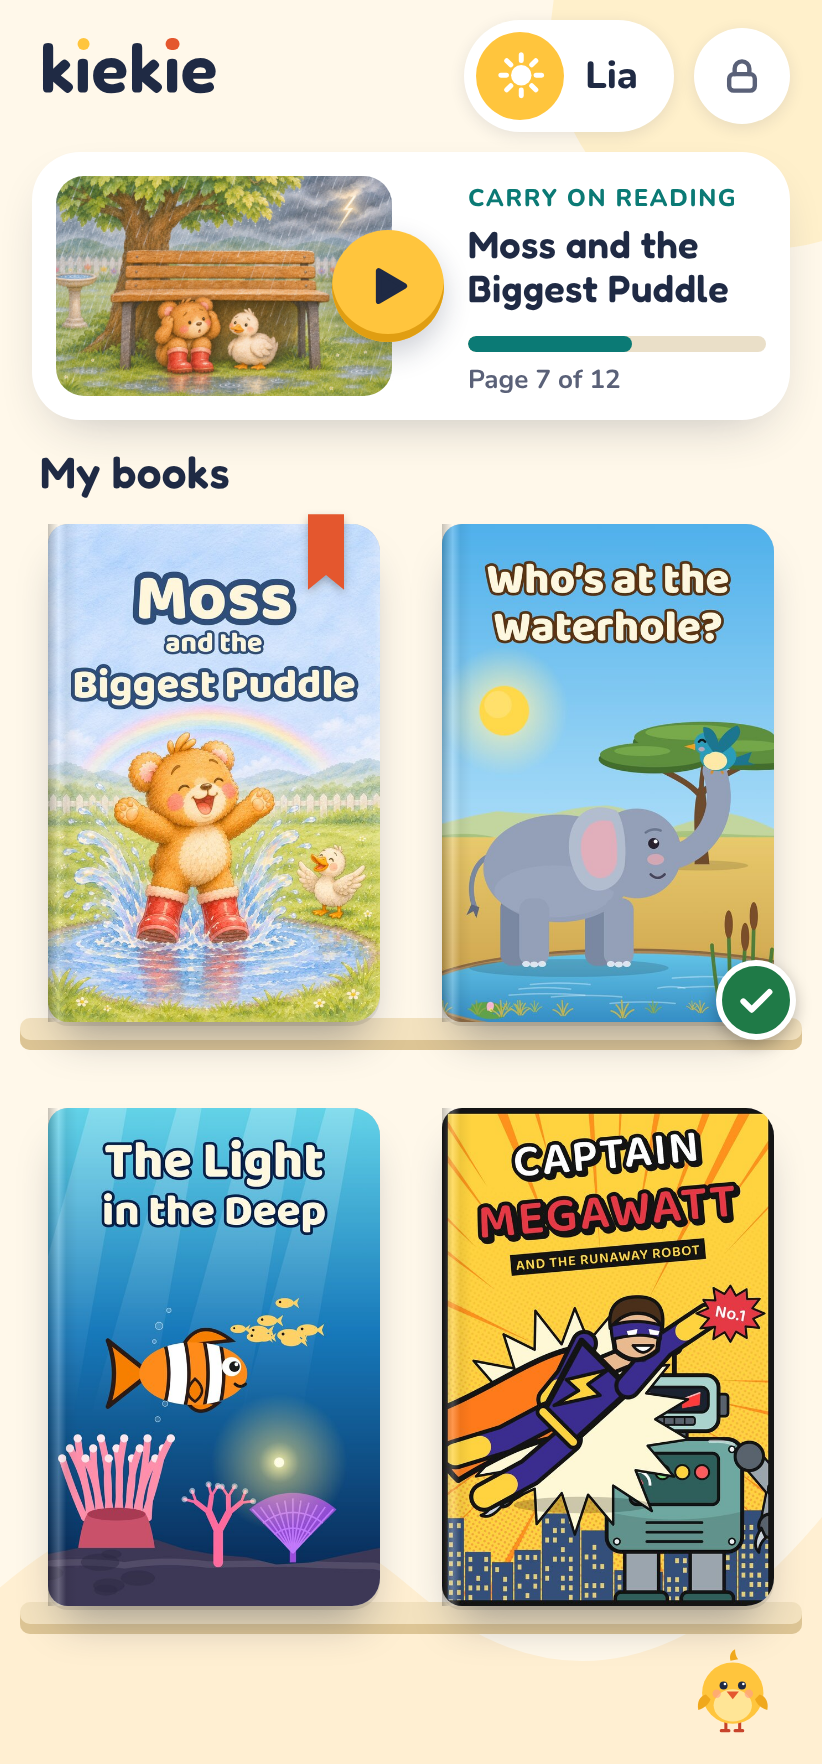 kiekie
Lia
CARRY ON READING
Moss and the
Biggest Puddle
Page 7 of 12
My books
Moss
and the
Biggest Puddle
Who's at the
Waterhole?
The Light
in the Deep
CAPTAIN
MEGAWATT
AND THE RUNAWAY ROBOT
No.1